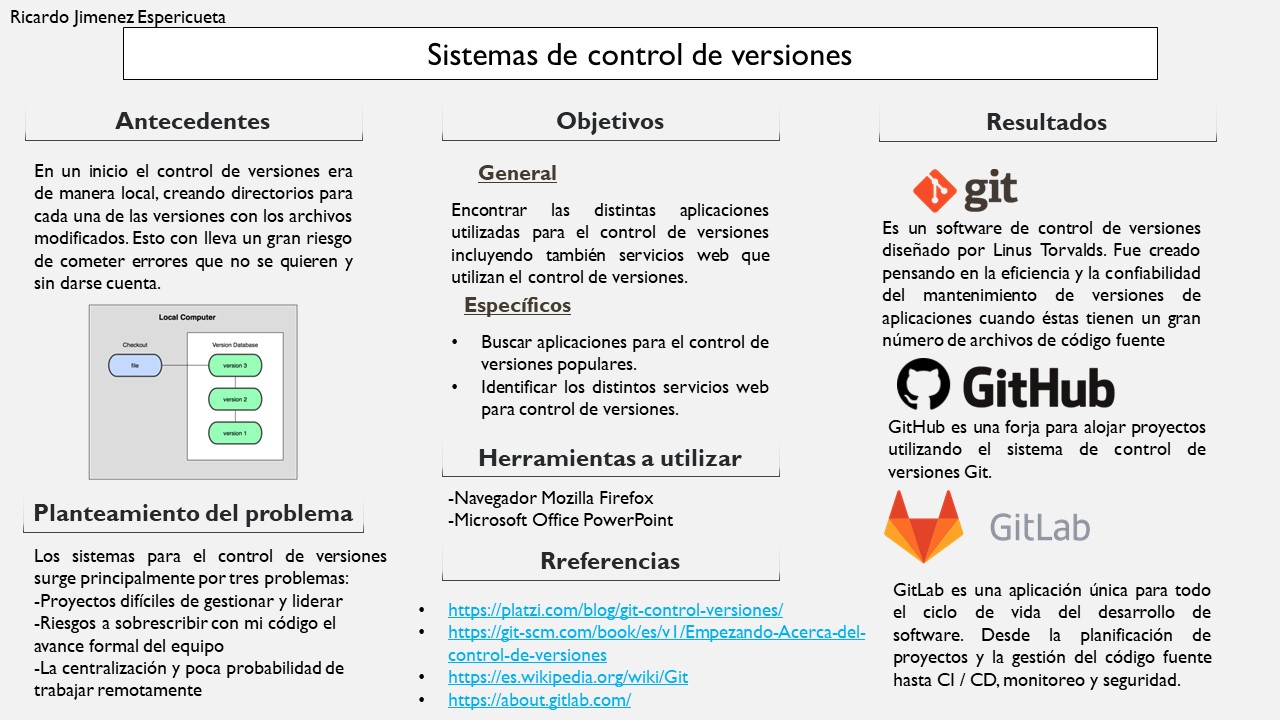 Ricardo Jimenez Espericueta
Sistemas de control de versiones
Antecedentes
En un inicio el control de versiones era
de manera local, creando directorios para
cada una de las versiones con los archivos
modificados. Esto con lleva un gran riesgo
de cometer errores que no se quieren y
sin darse cuenta.
Local Computer
Checkout
Version Database
file
version 3
version 2
version 1
Planteamiento del problema
Los sistemas para el control de versiones
surge principalmente por tres problemas:
-Proyectos difíciles de gestionar y liderar
-Riesgos a sobrescribir con mi código el
avance formal del equipo
-La centralización y poca probabilidad de
trabajar remotamente
Objetivos
General
Encontrar las distintas aplicaciones
utilizadas para el control de versiones
incluyendo también servicios web que
utilizan el control de versiones.
Específicos
• Buscar aplicaciones para el control de
versiones populares.
• Identificar los distintos servicios web
para control de versiones.
Herramientas a utilizar
-Navegador Mozilla Firefox
-Microsoft Office PowerPoint
Rreferencias
• https://platzi.com/blog/git-control-versiones/
• https://git-scm.com/book/es/v1/Empezando-Acerca-del-
control-de-versiones
• https://es.wikipedia.org/wiki/Git
• https://about.gitlab.com/
Resultados
git
Es un software de control de versiones
diseñado por Linus Torvalds. Fue creado
pensando en la eficiencia y la confiabilidad
del mantenimiento de versiones de
aplicaciones cuando éstas tienen un gran
número de archivos de código fuente
GitHub
GitHub es una forja para alojar proyectos
utilizando el sistema de control de
versiones Git.
GitLab
GitLab es una aplicación única para todo
el ciclo de vida del desarrollo de
software. Desde la planificación de
proyectos y la gestión del código fuente
hasta CI / CD, monitoreo y seguridad.